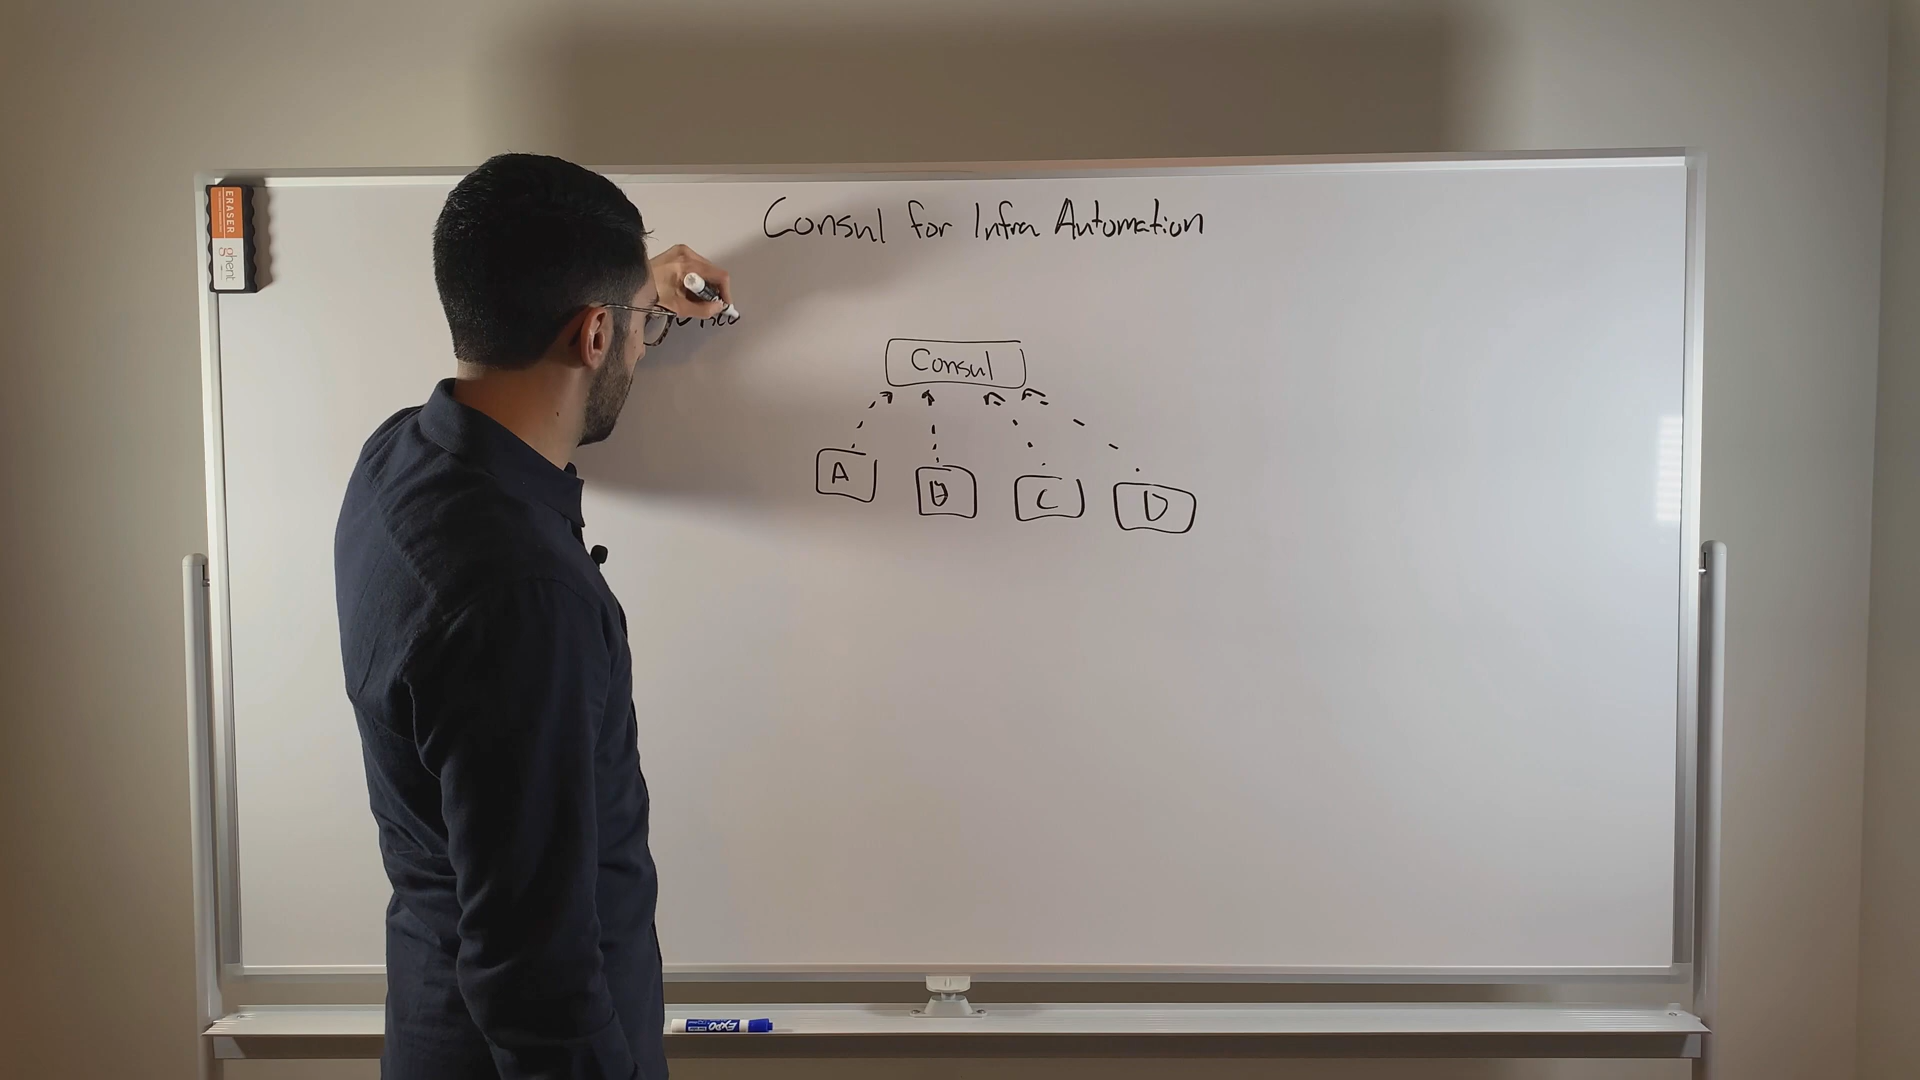 Consul for Infra Automation
ERASER
ghent
Consul
A
B
C
D
EXPO